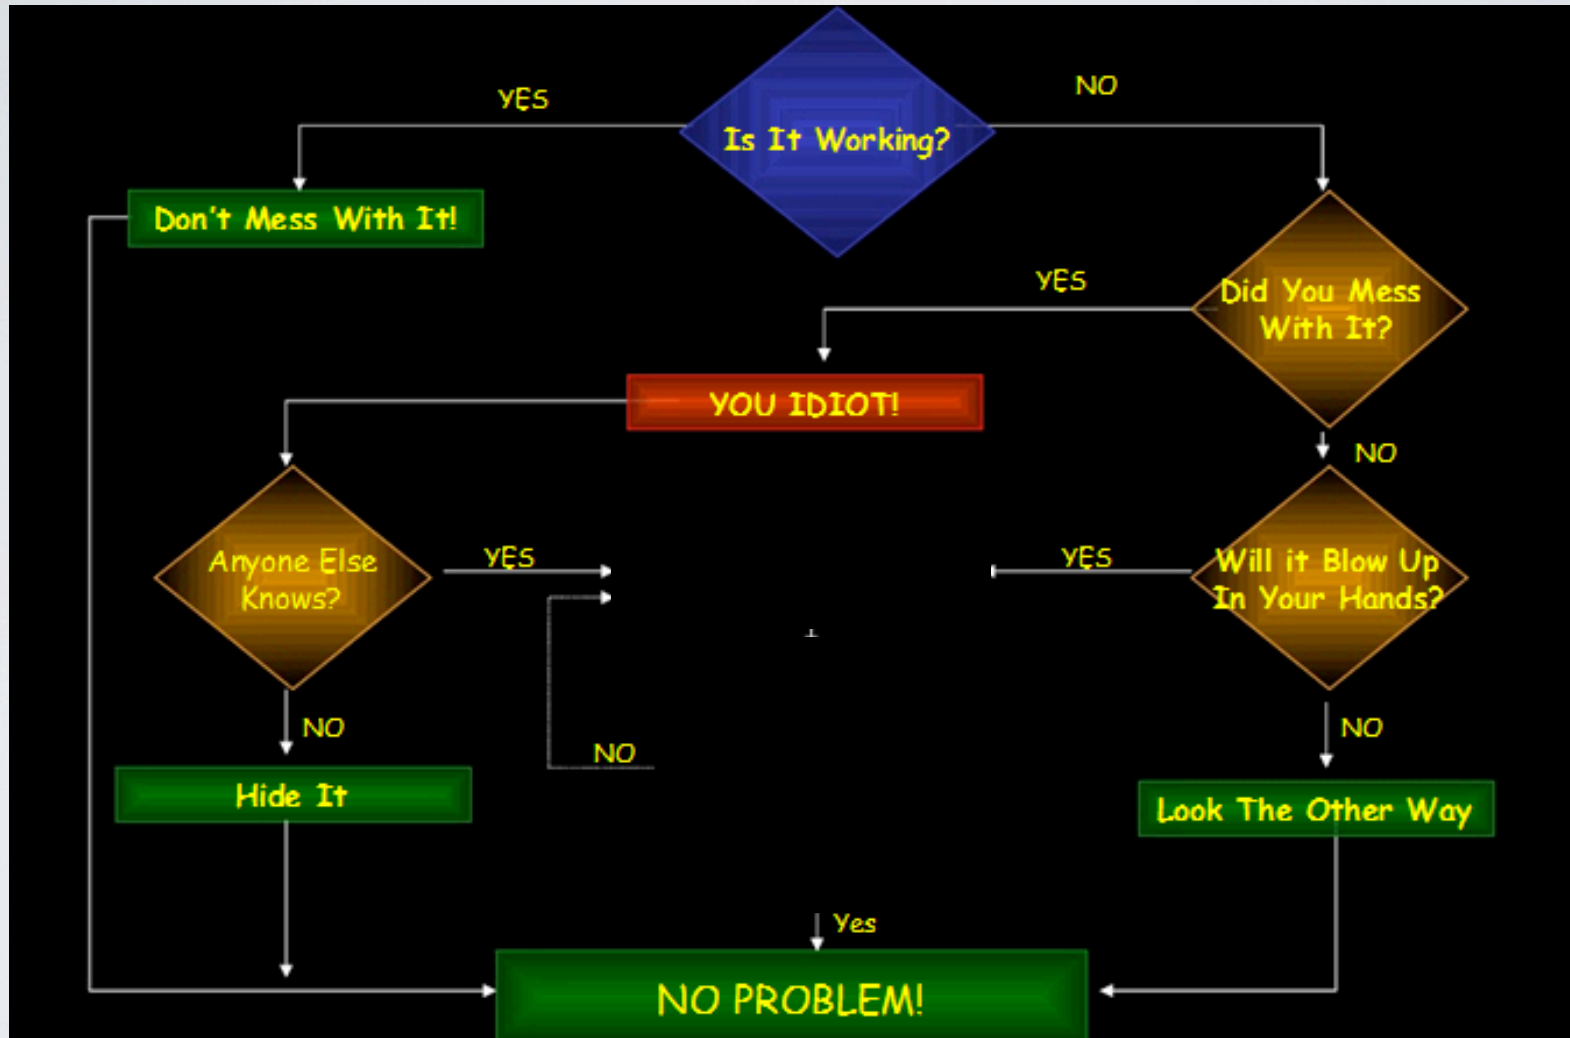 NO
YES
Is It Working?
Don't Mess With It!
YES
Did You Mess
With It?
YOU IDIOT!
NO
Anyone Else
Knows?
YES
YES
Will it Blow Up
In Your Hands?
NO
NO
NO
Hide It
Look The Other Way
Yes
NO PROBLEM!